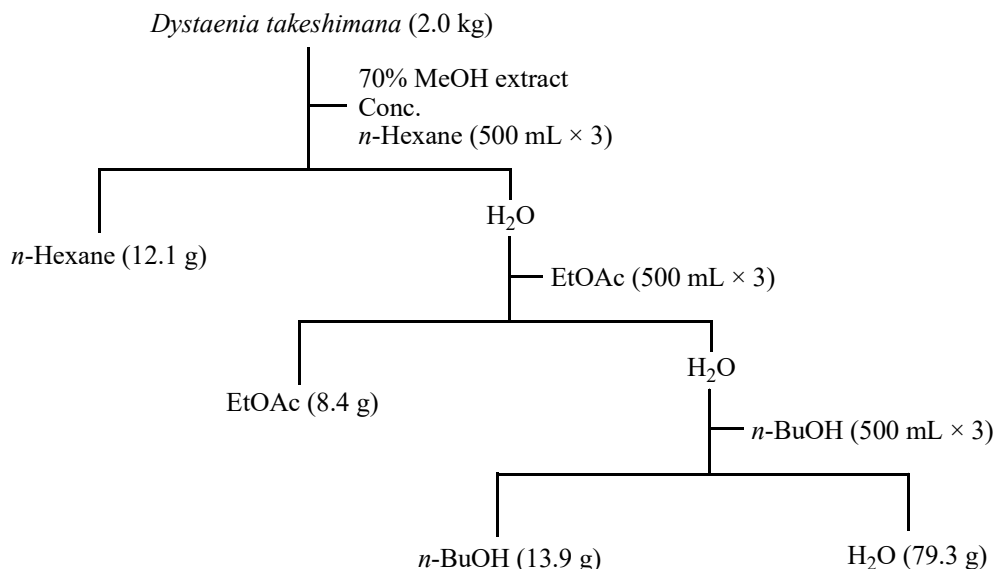 Dystaenia takeshimana (2.0 kg)
70% MeOH extract
Conc.
n-Hexane (500 mL × 3)
H₂O
n-Hexane (12.1 g)
EtOAc (500 mL × 3)
H₂O
EtOAc (8.4 g)
n-BuOH (500 mL × 3)
n-BuOH (13.9 g)
H₂O (79.3 g)